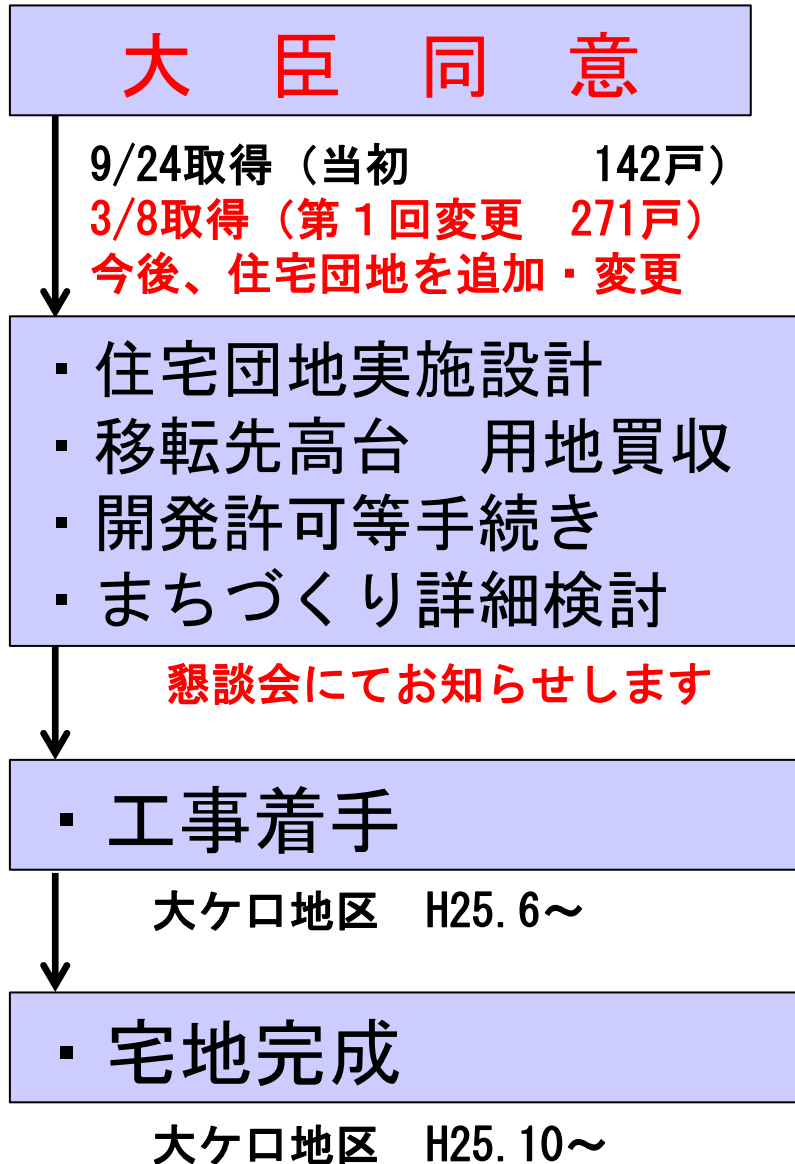 大　臣　同　意
9/24取得（当初　　　　142戸）
3/8取得（第１回変更　271戸）
今後、住宅団地を追加・変更
・住宅団地実施設計
・移転先高台　用地買収
・開発許可等手続き
・まちづくり詳細検討
懇談会にてお知らせします
・工事着手
大ケ口地区　H25.6～
・宅地完成
大ケ口地区　H25.10～